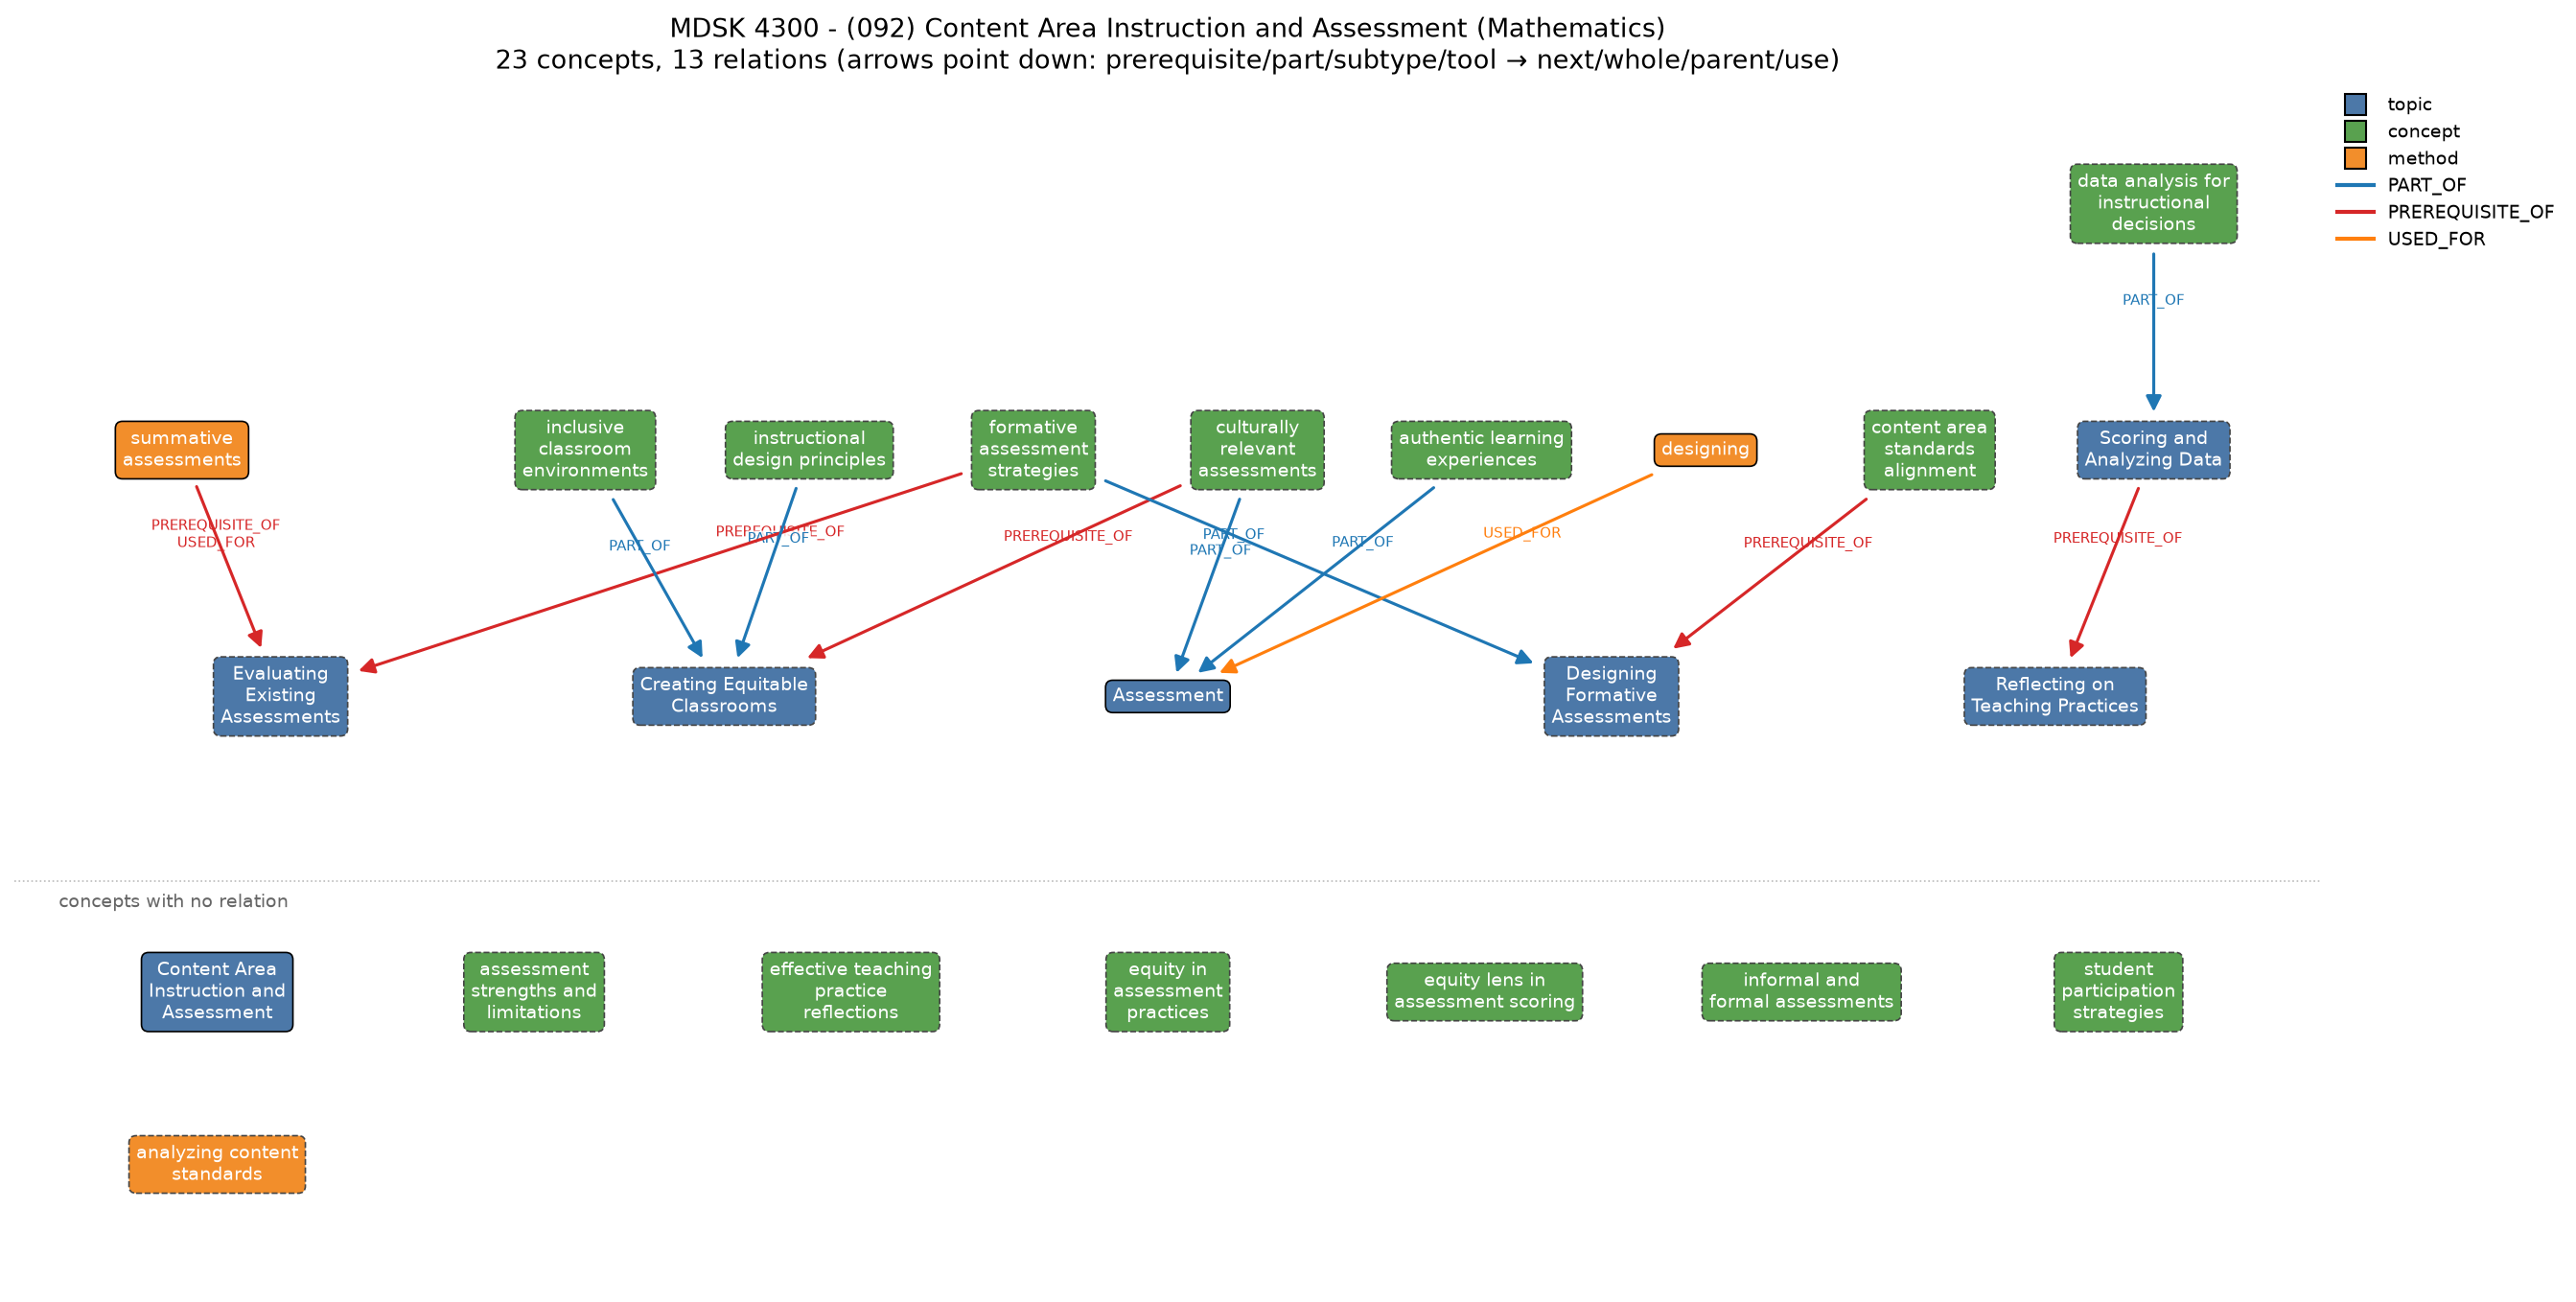 MDSK 4300 - (092) Content Area Instruction and Assessment (Mathematics)
23 concepts, 13 relations (arrows point down: prerequisite/part/subtype/tool → next/whole/parent/use)
topic
concept
method
PART_OF
PREREQUISITE_OF
USED_FOR
data analysis for
instructional
decisions
PART_OF
summative
assessments
inclusive
classroom
environments
instructional
design principles
formative
assessment
strategies
culturally
relevant
assessments
authentic learning
experiences
designing
content area
standards
alignment
Scoring and
Analyzing Data
PREREQUISITE_OF
USED_FOR
PART_OF
PREREQUISITE_OF
PART_OF
PREREQUISITE_OF
PART_OF
PART_OF
PART_OF
USED_FOR
PREREQUISITE_OF
PREREQUISITE_OF
Evaluating
Existing
Assessments
Creating Equitable
Classrooms
Assessment
Designing
Formative
Assessments
Reflecting on
Teaching Practices
concepts with no relation
Content Area
Instruction and
Assessment
assessment
strengths and
limitations
effective teaching
practice
reflections
equity in
assessment
practices
equity lens in
assessment scoring
informal and
formal assessments
student
participation
strategies
analyzing content
standards